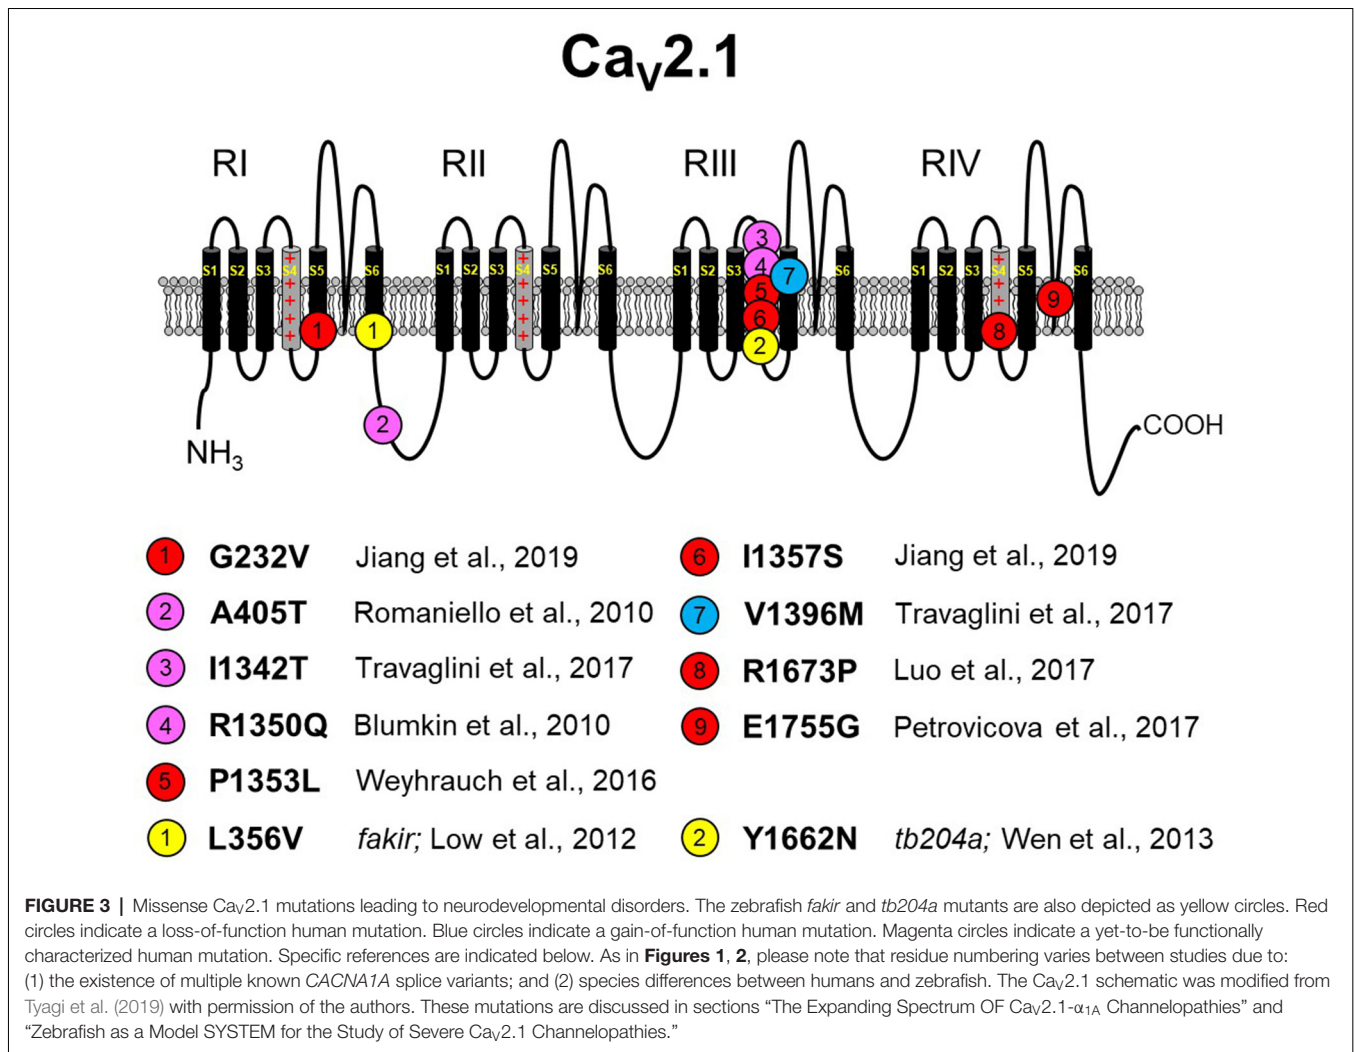 CaV2.1
RI RII RIII RIV
S1 S2 S3 S4 S5 S6 S1 S2 S3 S4 S5 S6 S1 S2 S3 S5 S6 S1 S2 S3 S4 S5 S6
+ + + + +
+ + + + +
+ + + +
3
4
7
5
9
6
1
1
8
2
2
NH3
COOH
1 G232V Jiang et al., 2019
6 I1357S Jiang et al., 2019
2 A405T Romaniello et al., 2010
7 V1396M Travaglini et al., 2017
3 I1342T Travaglini et al., 2017
8 R1673P Luo et al., 2017
4 R1350Q Blumkin et al., 2010
9 E1755G Petrovicova et al., 2017
5 P1353L Weyhrauch et al., 2016
1 L356V fakir; Low et al., 2012
2 Y1662N tb204a; Wen et al., 2013
FIGURE 3 | Missense CaV2.1 mutations leading to neurodevelopmental disorders. The zebrafish fakir and tb204a mutants are also depicted as yellow circles. Red
circles indicate a loss-of-function human mutation. Blue circles indicate a gain-of-function human mutation. Magenta circles indicate a yet-to-be functionally
characterized human mutation. Specific references are indicated below. As in Figures 1, 2, please note that residue numbering varies between studies due to:
(1) the existence of multiple known CACNA1A splice variants; and (2) species differences between humans and zebrafish. The CaV2.1 schematic was modified from
Tyagi et al. (2019) with permission of the authors. These mutations are discussed in sections “The Expanding Spectrum OF CaV2.1-α1A Channelopathies” and
“Zebrafish as a Model SYSTEM for the Study of Severe CaV2.1 Channelopathies.”